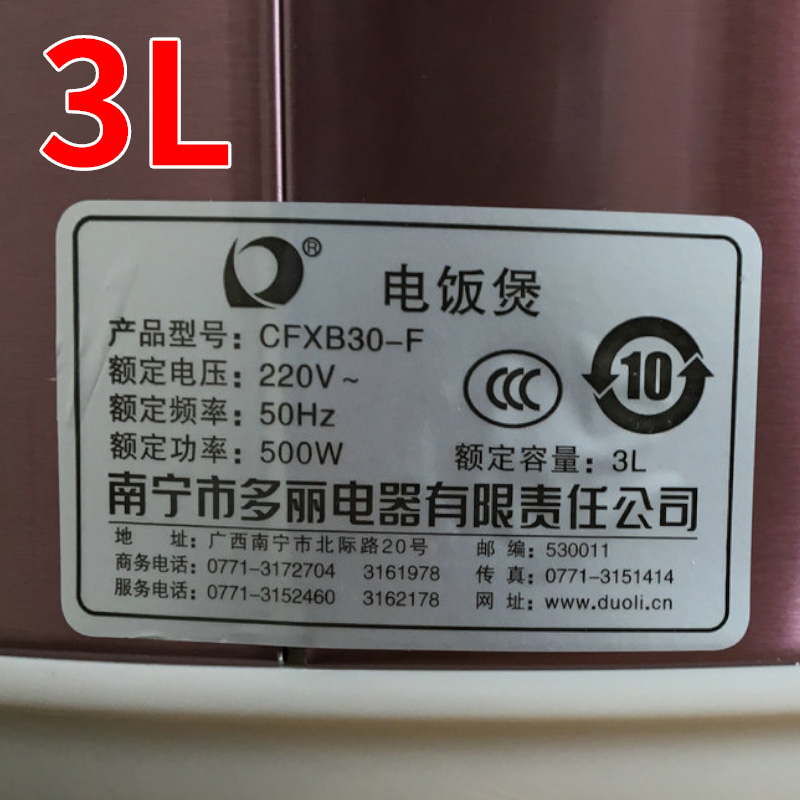 3L
®
电饭煲
产品型号：CFXB30-F
额定电压：220V~
额定频率：50Hz
CCC
10
额定功率：500W 额定容量：3L
南宁市多丽电器有限责任公司
地 址：广西南宁市北际路20号 邮 编：530011
商务电话：0771-3172704 3161978 传 真：0771-3151414
服务电话：0771-3152460 3162178 网 址：www.duoli.cn